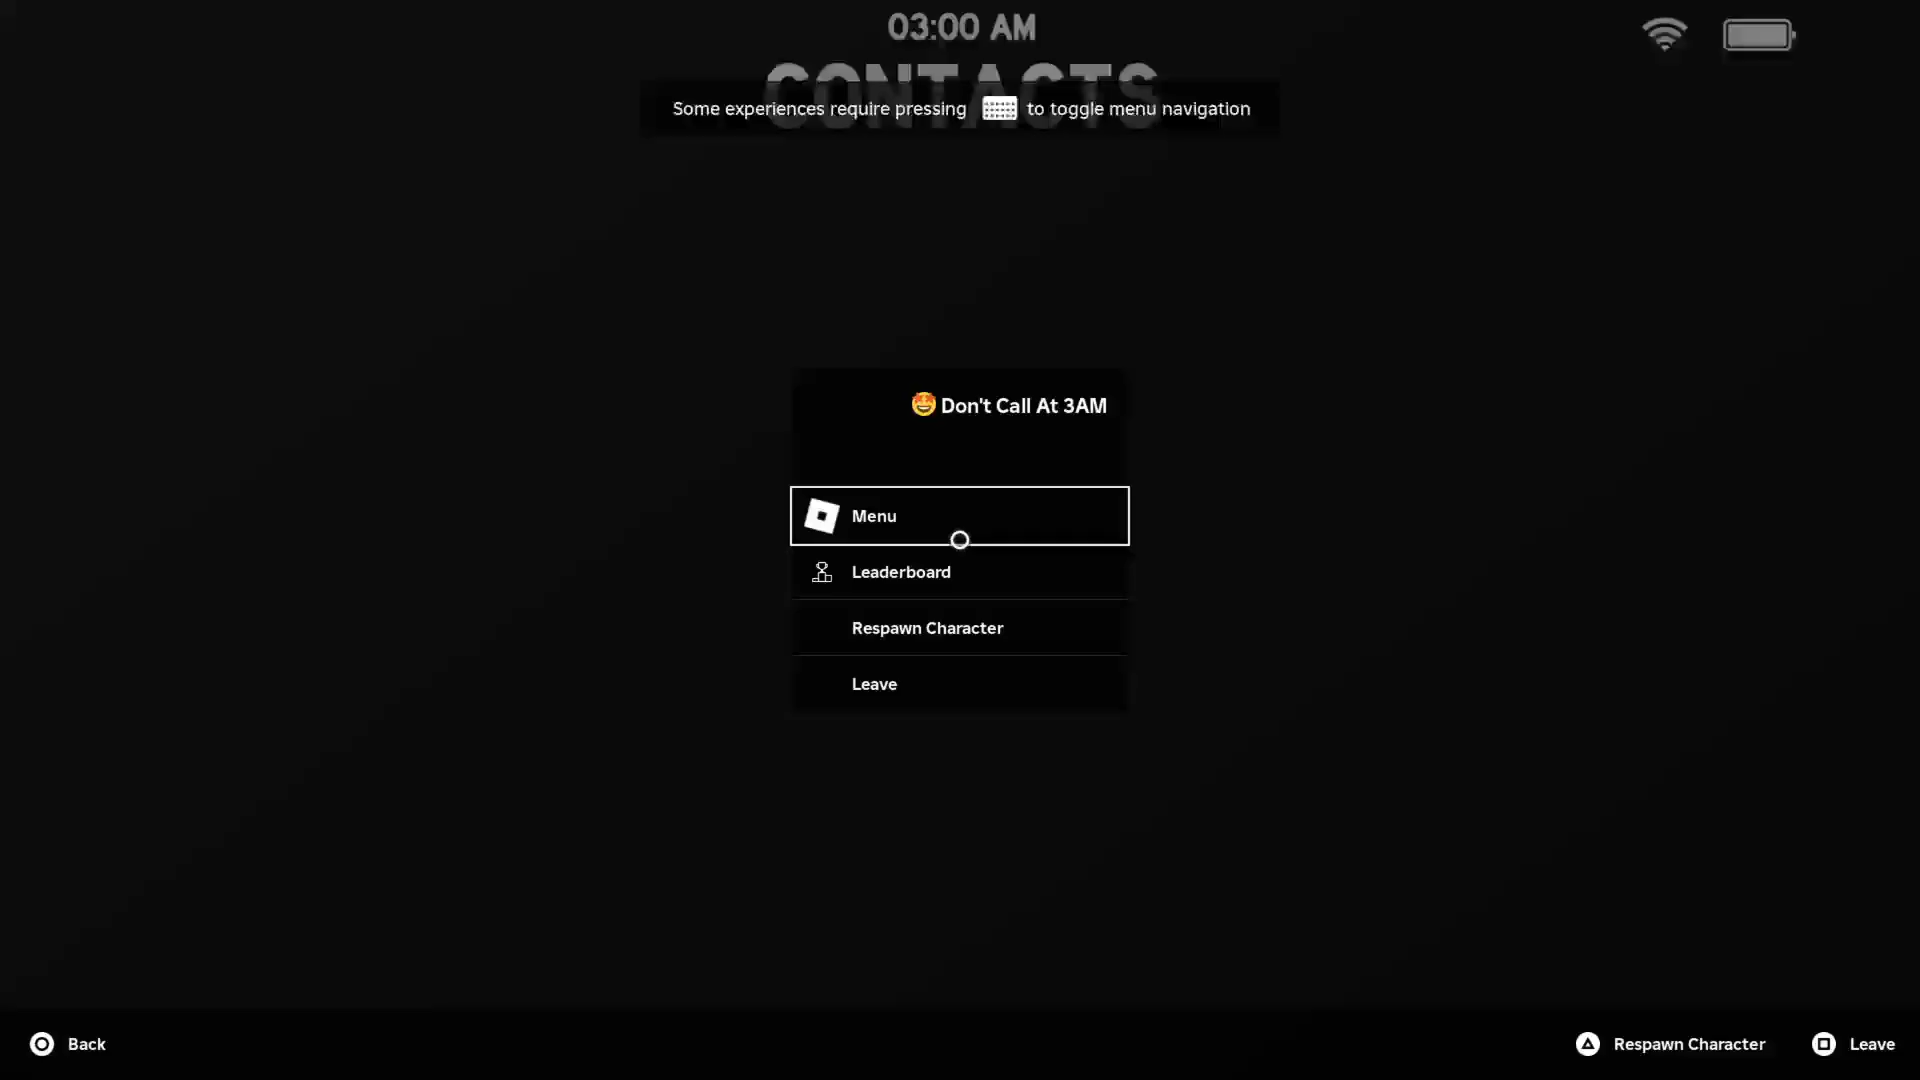 03:00 AM
CONTACTS
Some experiences require pressing to toggle menu navigation
🤩 Don't Call At 3AM
Menu
Leaderboard
Respawn Character
Leave
Back
Respawn Character
Leave